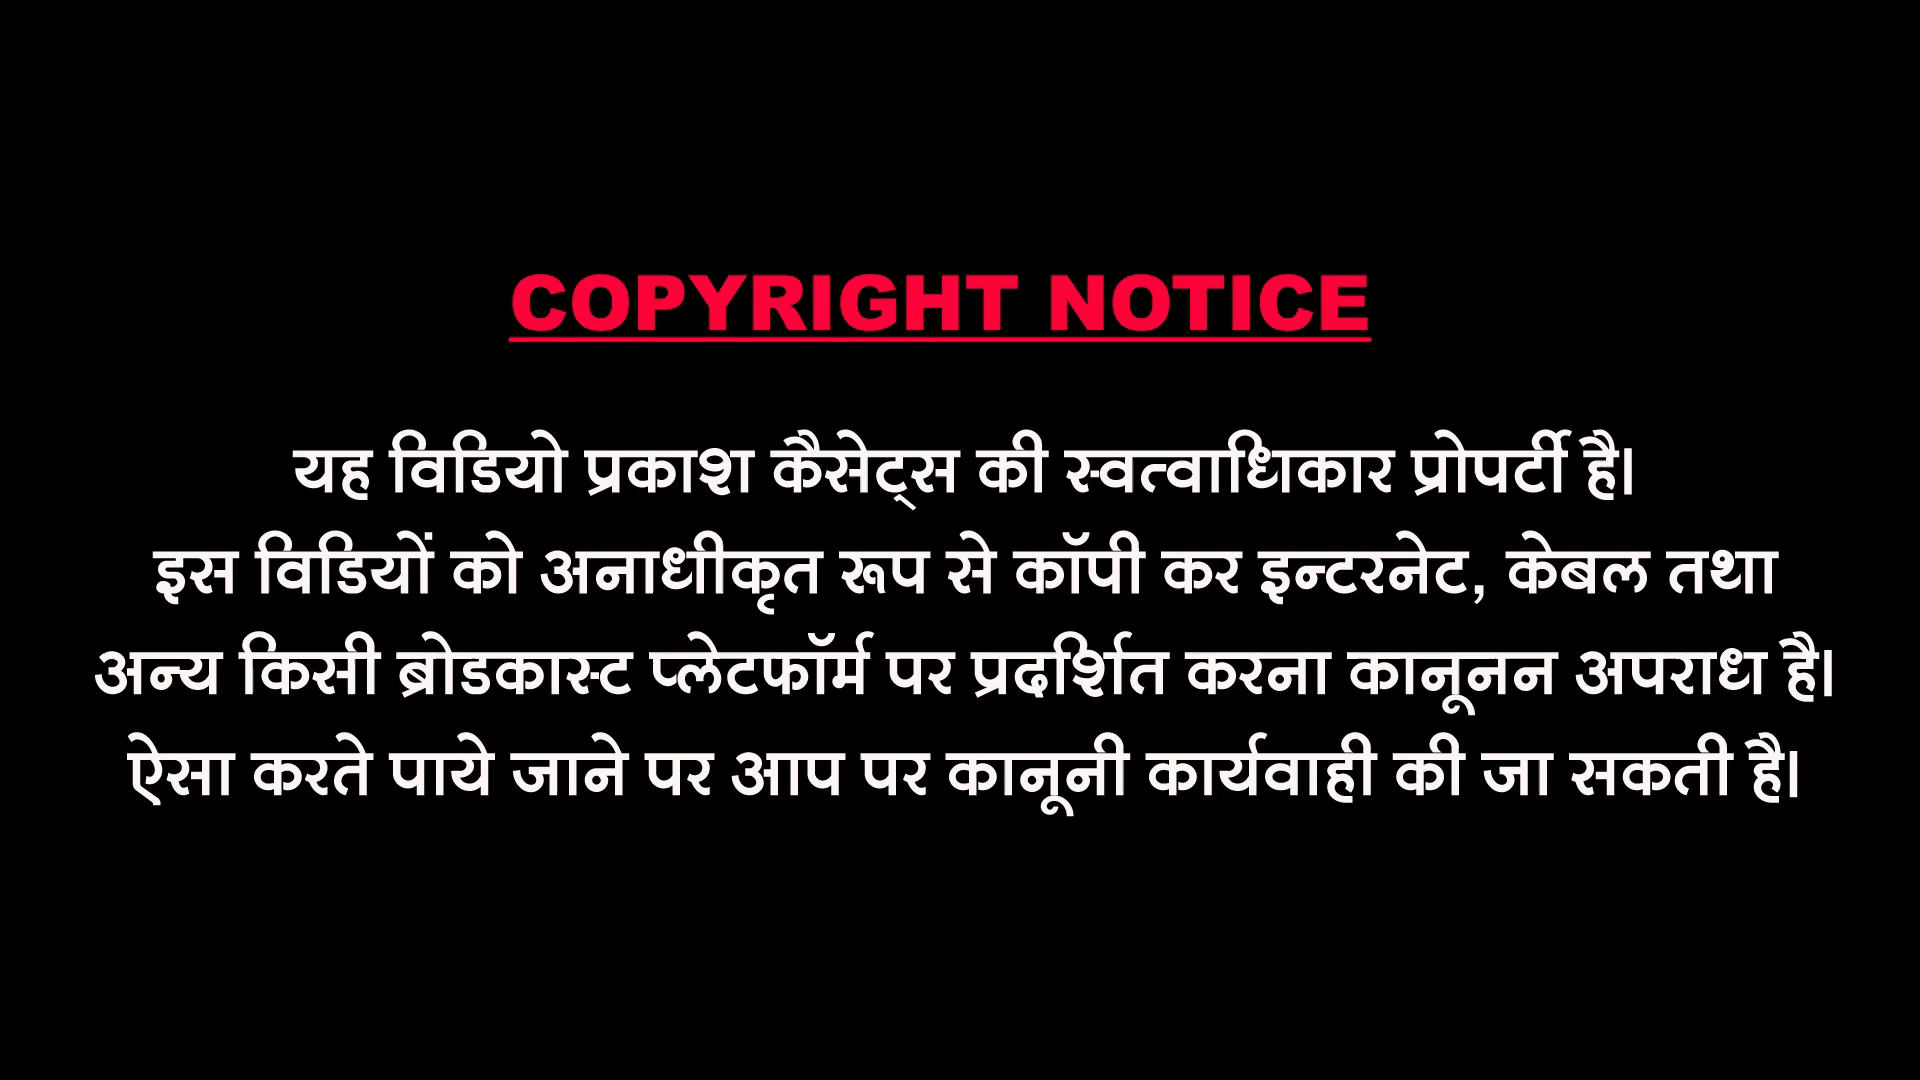 COPYRIGHT NOTICE
यह विडियो प्रकाश कैसेट्स की स्वत्वाधिकार प्रोपर्टी है।
इस विडियों को अनाधीकृत रूप से कॉपी कर इन्टरनेट, केबल तथा
अन्य किसी ब्रोडकास्ट प्लेटफॉर्म पर प्रदर्शित करना कानूनन अपराध है।
ऐसा करते पाये जाने पर आप पर कानूनी कार्यवाही की जा सकती है।